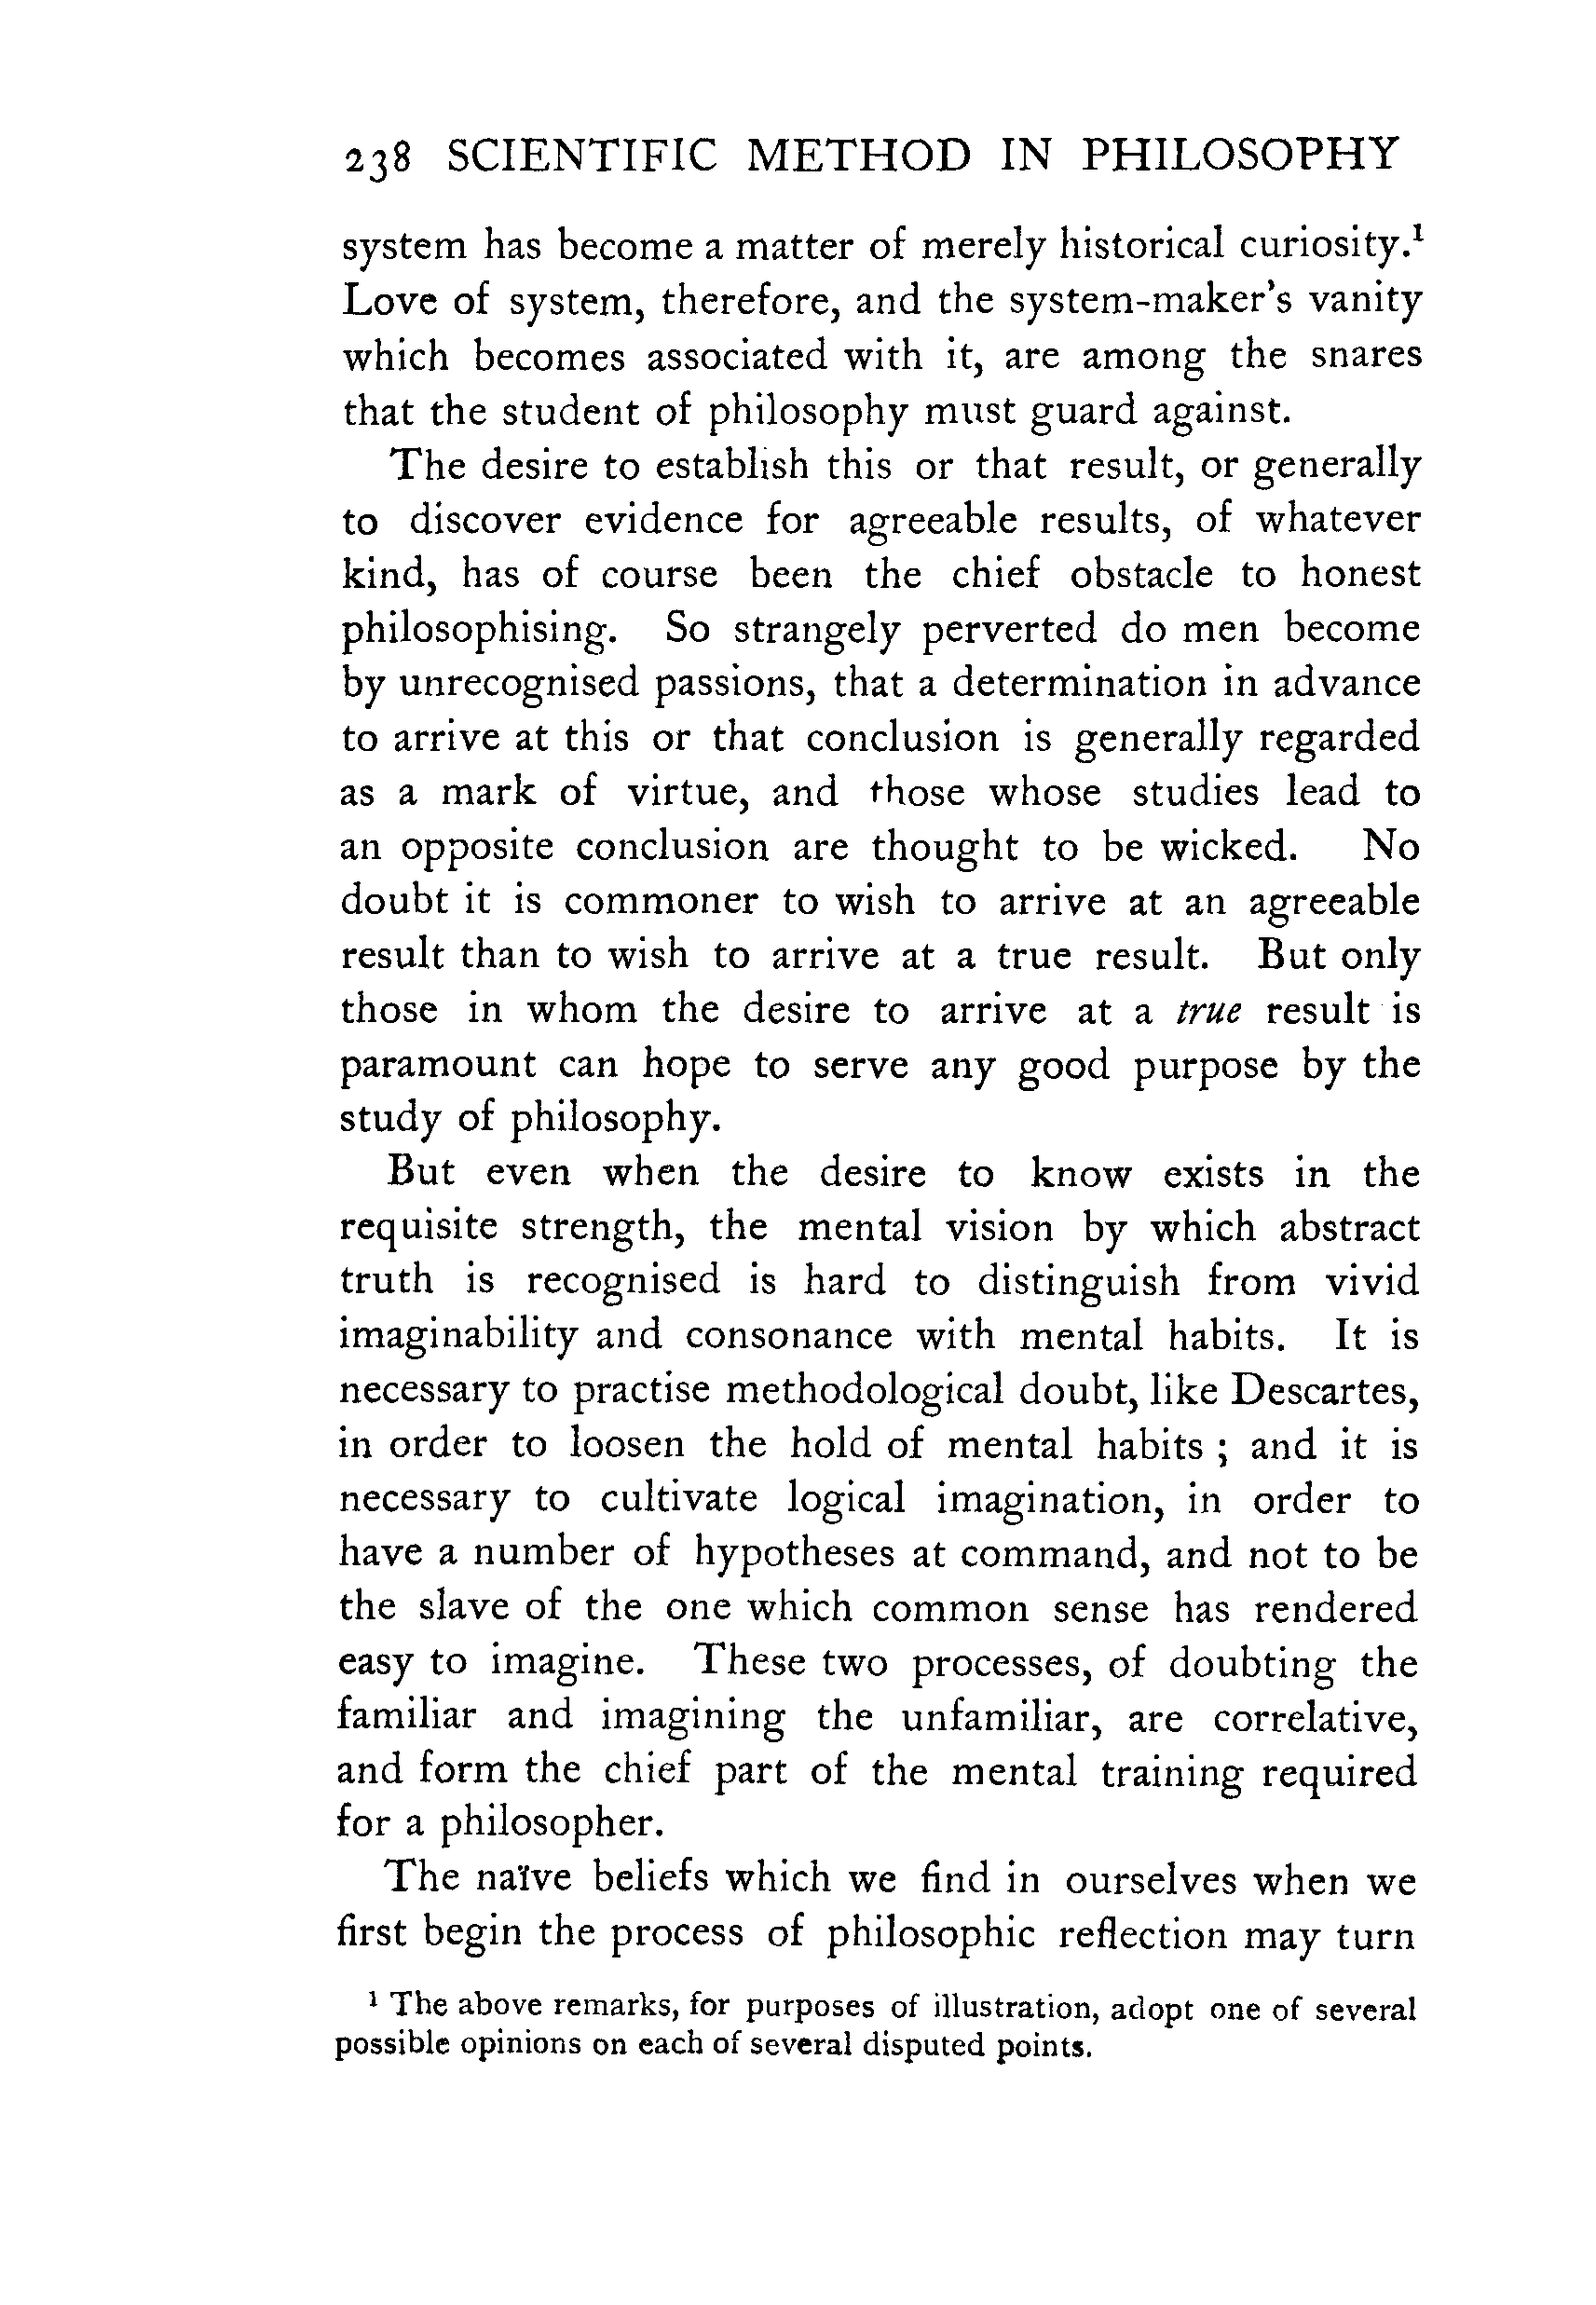 238 SCIENTIFIC METHOD IN PHILOSOPHY
system has become a matter of merely historical curiosity.¹
Love of system, therefore, and the system-maker's vanity
which becomes associated with it, are among the snares
that the student of philosophy must guard against.
The desire to establish this or that result, or generally
to discover evidence for agreeable results, of whatever
kind, has of course been the chief obstacle to honest
philosophising. So strangely perverted do men become
by unrecognised passions, that a determination in advance
to arrive at this or that conclusion is generally regarded
as a mark of virtue, and those whose studies lead to
an opposite conclusion are thought to be wicked. No
doubt it is commoner to wish to arrive at an agreeable
result than to wish to arrive at a true result. But only
those in whom the desire to arrive at a true result is
paramount can hope to serve any good purpose by the
study of philosophy.
But even when the desire to know exists in the
requisite strength, the mental vision by which abstract
truth is recognised is hard to distinguish from vivid
imaginability and consonance with mental habits. It is
necessary to practise methodological doubt, like Descartes,
in order to loosen the hold of mental habits ; and it is
necessary to cultivate logical imagination, in order to
have a number of hypotheses at command, and not to be
the slave of the one which common sense has rendered
easy to imagine. These two processes, of doubting the
familiar and imagining the unfamiliar, are correlative,
and form the chief part of the mental training required
for a philosopher.
The naïve beliefs which we find in ourselves when we
first begin the process of philosophic reflection may turn
¹ The above remarks, for purposes of illustration, adopt one of several
possible opinions on each of several disputed points.